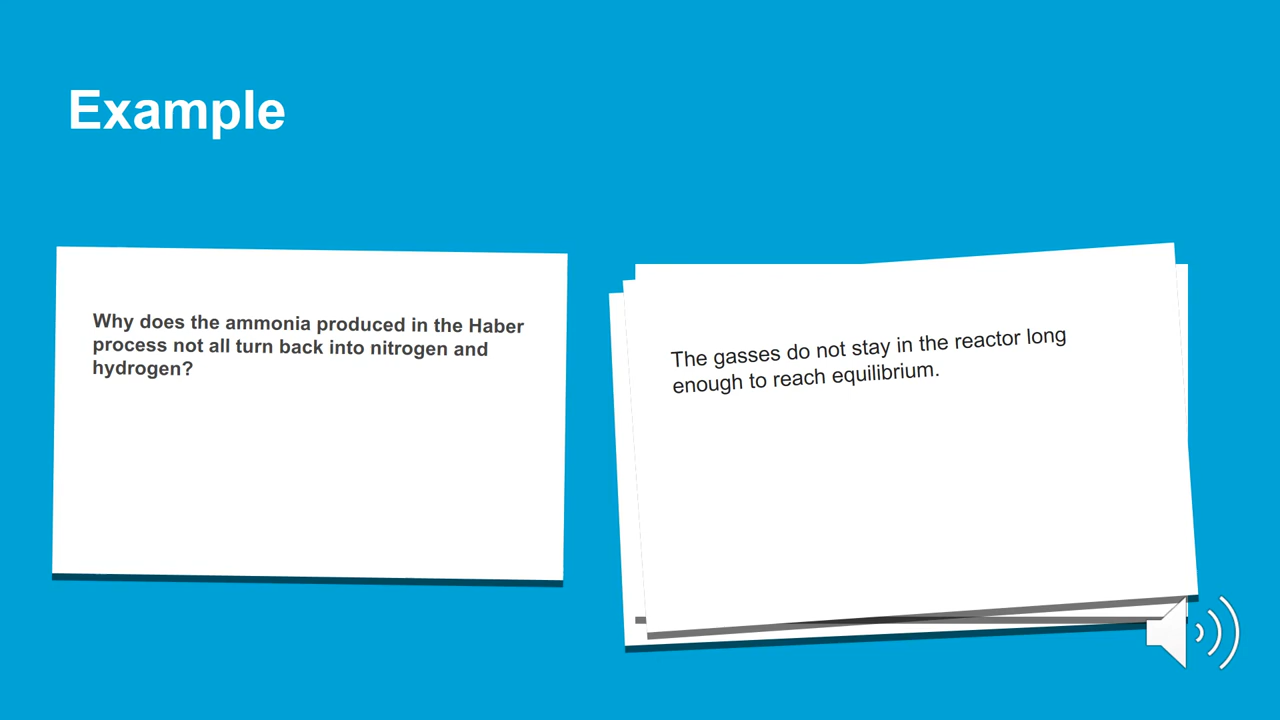 Example
Why does the ammonia produced in the Haber
process not all turn back into nitrogen and
hydrogen?
The gasses do not stay in the reactor long
enough to reach equilibrium.